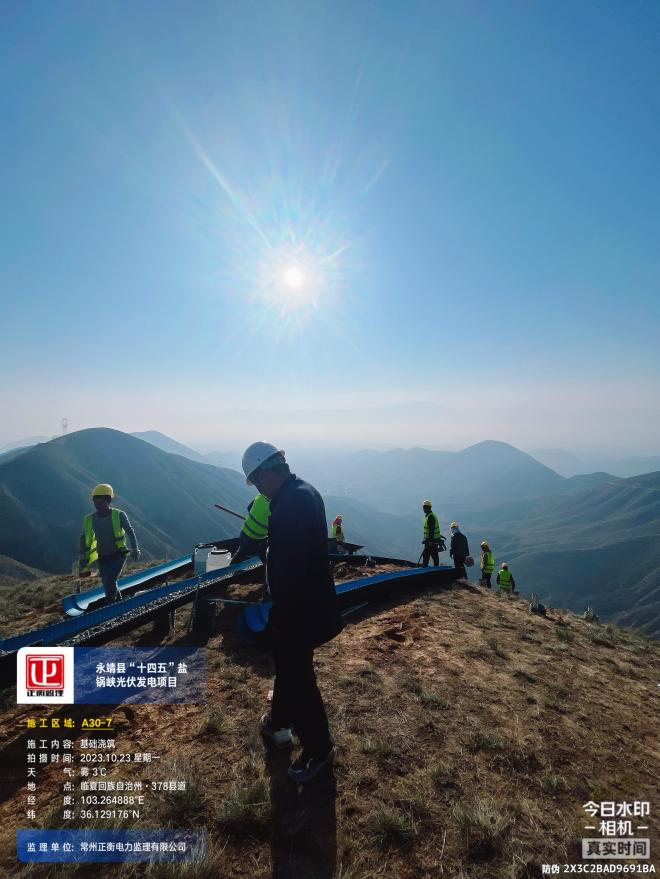 正衡监理
永靖县“十四五”盐
锅峡光伏发电项目
施工区域: A30-7
施工内容: 基础浇筑
拍摄时间: 2023.10.23 星期一
天气: 雾 3℃
地点: 临夏回族自治州·378县道
经度: 103.264888°E
纬度: 36.129176°N
监理单位: 常州正衡电力监理有限公司
今日水印
相机
真实时间
防伪 2X3C2BAD9691BA